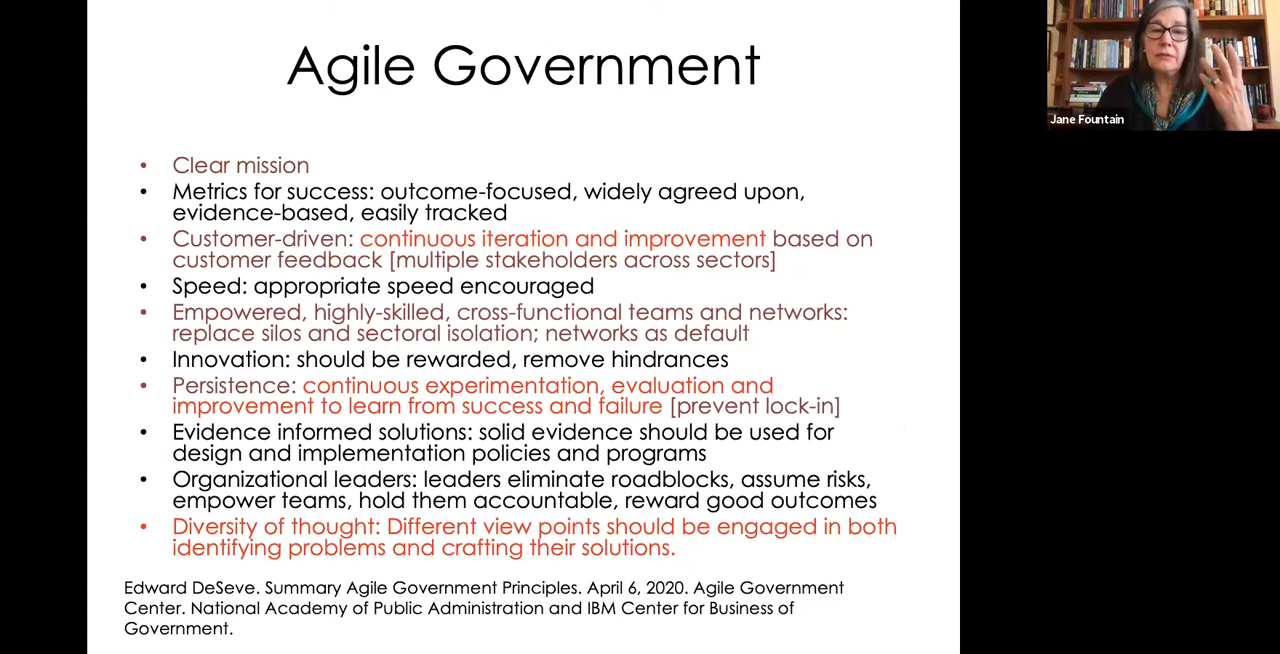 Agile Government
Jane Fountain
• Clear mission
• Metrics for success: outcome-focused, widely agreed upon,
evidence-based, easily tracked
• Customer-driven: continuous iteration and improvement based on
customer feedback [multiple stakeholders across sectors]
• Speed: appropriate speed encouraged
• Empowered, highly-skilled, cross-functional teams and networks:
replace silos and sectoral isolation; networks as default
• Innovation: should be rewarded, remove hindrances
• Persistence: continuous experimentation, evaluation and
improvement to learn from success and failure [prevent lock-in]
• Evidence informed solutions: solid evidence should be used for
design and implementation policies and programs
• Organizational leaders: leaders eliminate roadblocks, assume risks,
empower teams, hold them accountable, reward good outcomes
• Diversity of thought: Different view points should be engaged in both
identifying problems and crafting their solutions.
Edward DeSeve. Summary Agile Government Principles. April 6, 2020. Agile Government
Center. National Academy of Public Administration and IBM Center for Business of
Government.